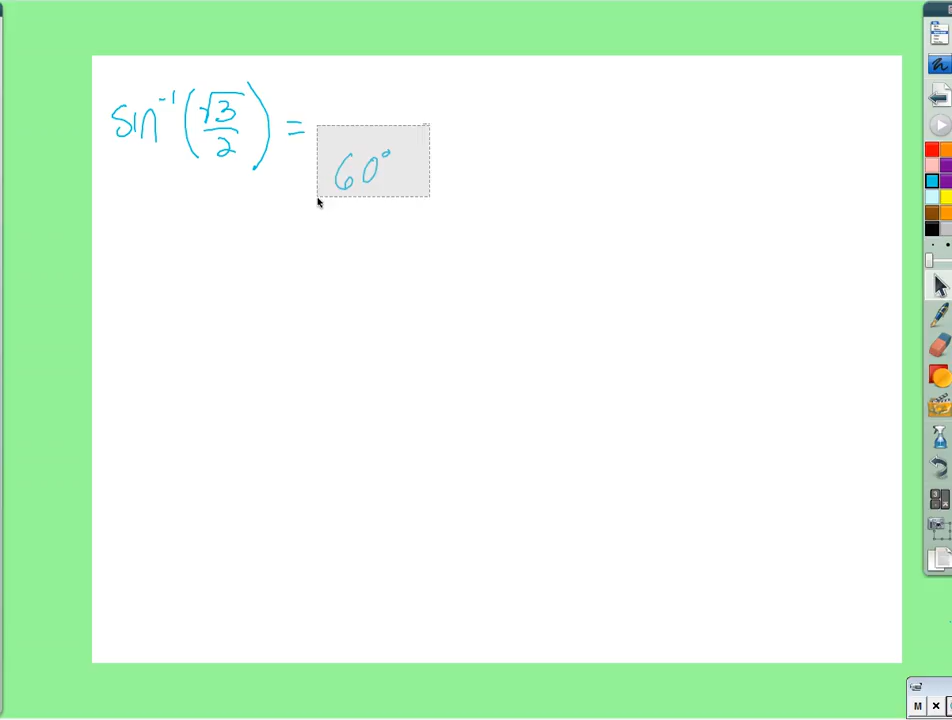 sin⁻¹(√3/2) = 60°
M ×